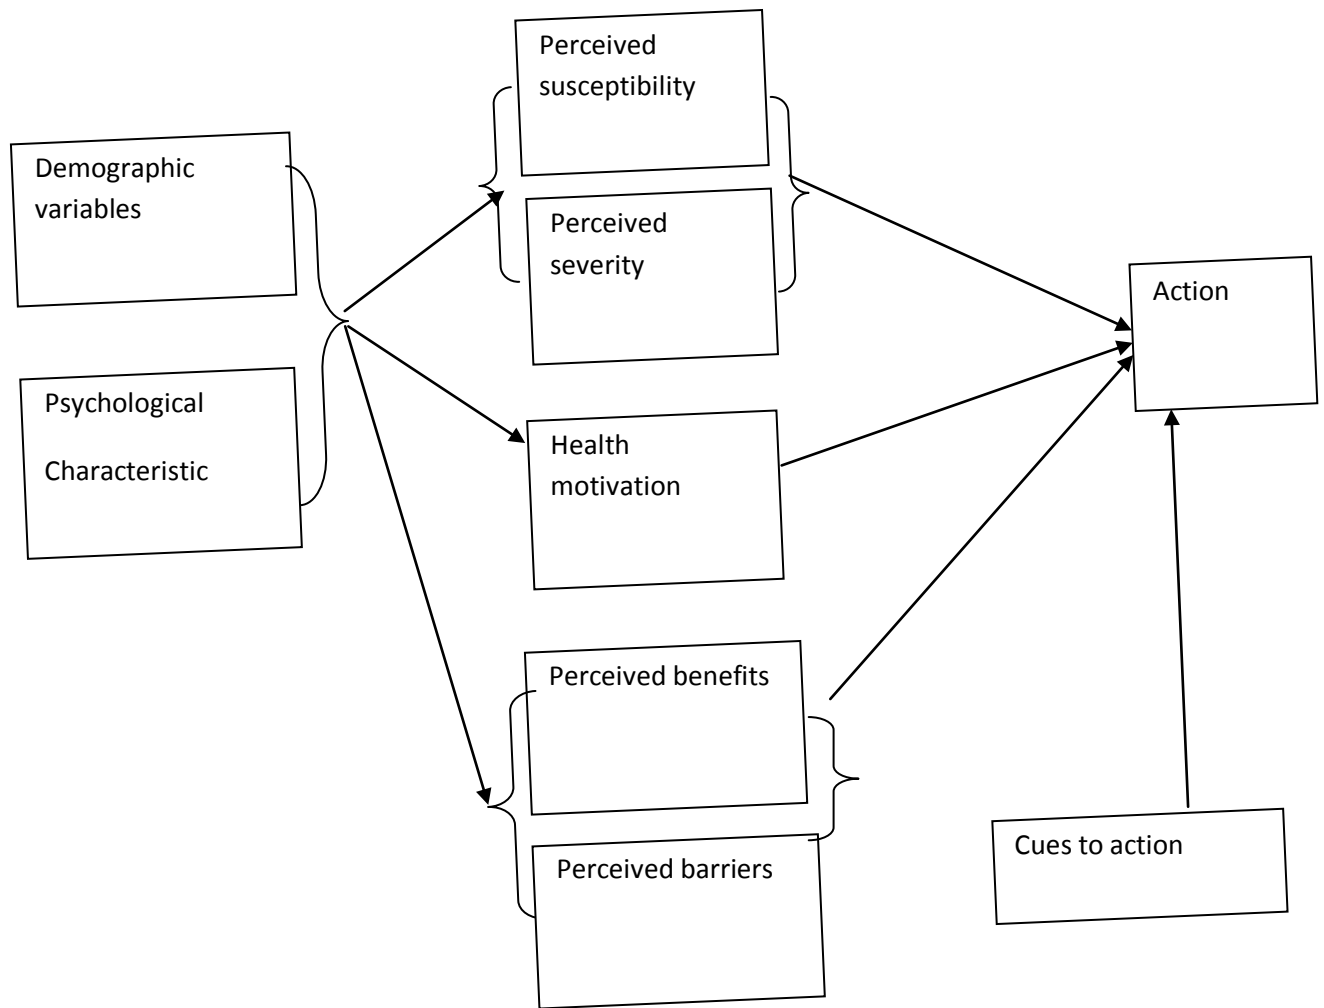 Demographic
variables
Psychological
Characteristic
Perceived
susceptibility
Perceived
severity
Health
motivation
Perceived benefits
Perceived barriers
Action
Cues to action